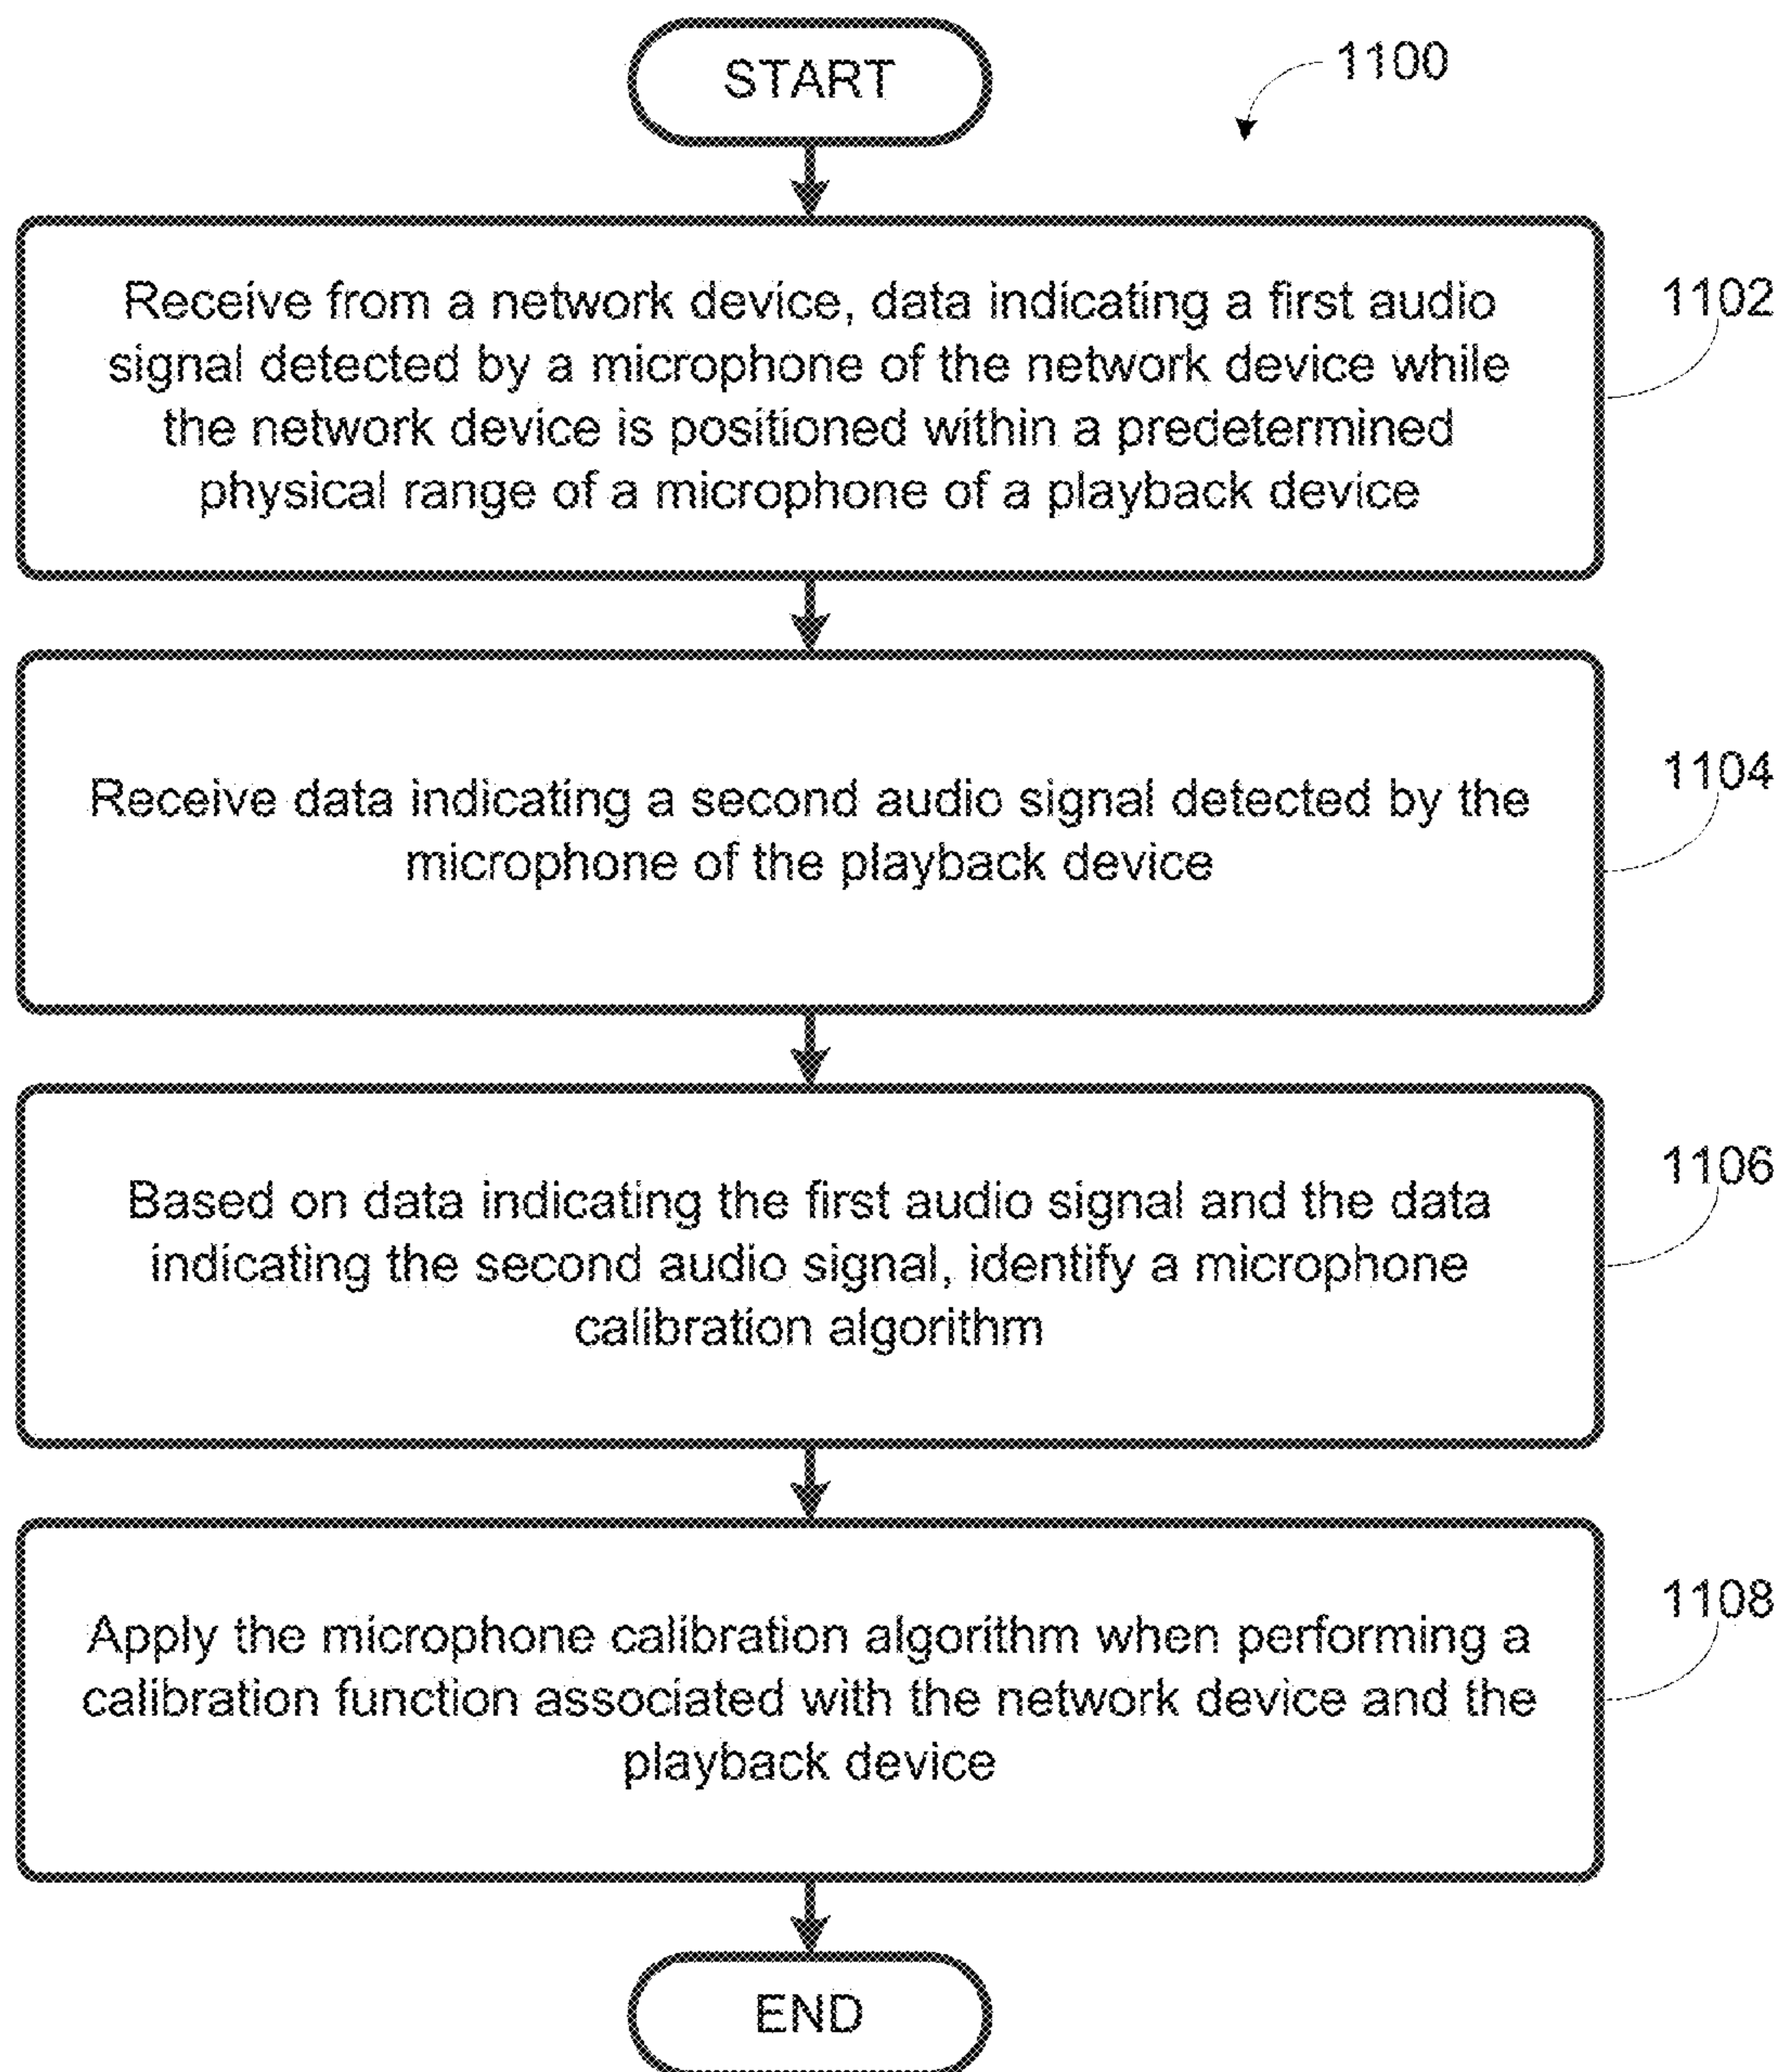 START
1100
Receive from a network device, data indicating a first audio
signal detected by a microphone of the network device while
the network device is positioned within a predetermined
physical range of a microphone of a playback device
1102
Receive data indicating a second audio signal detected by the
microphone of the playback device
1104
Based on data indicating the first audio signal and the data
indicating the second audio signal, identify a microphone
calibration algorithm
1106
Apply the microphone calibration algorithm when performing a
calibration function associated with the network device and the
playback device
1108
END